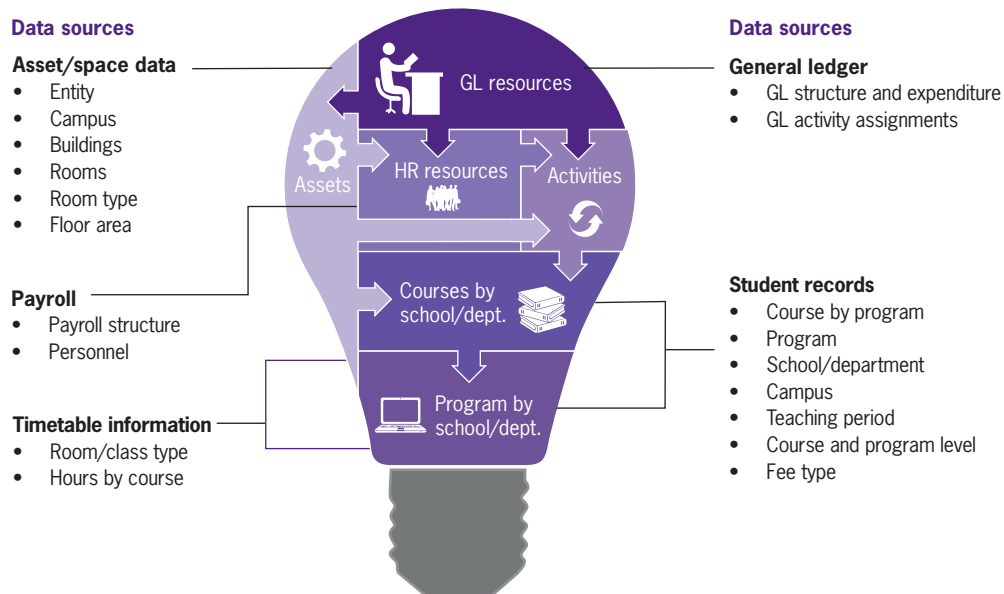 Data sources
Asset/space data
• Entity
• Campus
• Buildings
• Rooms
• Room type
• Floor area
Payroll
• Payroll structure
• Personnel
Timetable information
• Room/class type
• Hours by course
GL resources
Assets
HR resources
Activities
Courses by
school/dept.
Program by
school/dept.
Data sources
General ledger
• GL structure and expenditure
• GL activity assignments
Student records
• Course by program
• Program
• School/department
• Campus
• Teaching period
• Course and program level
• Fee type